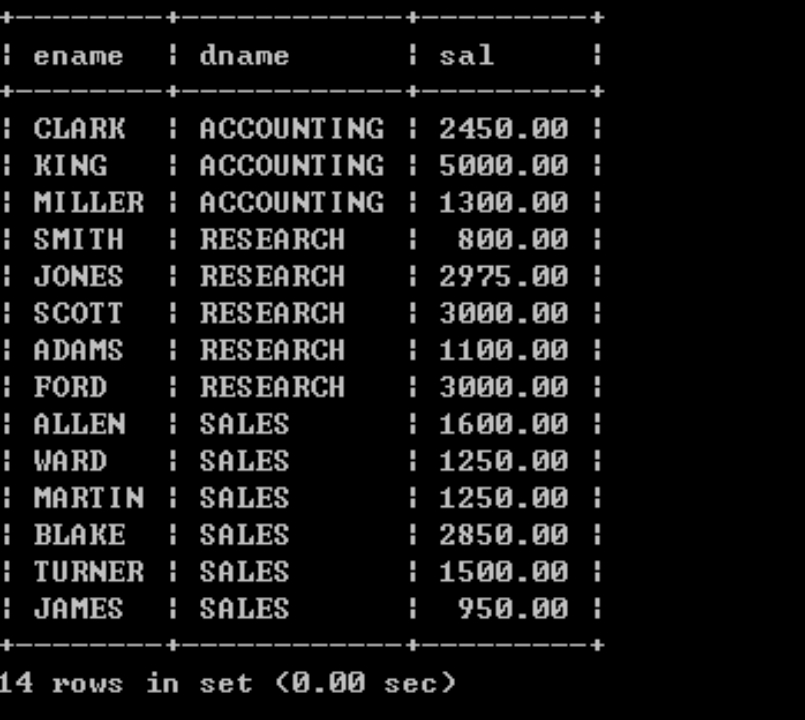 +--------+------------+---------+
| ename  | dname      | sal     |
+--------+------------+---------+
| CLARK  | ACCOUNTING | 2450.00 |
| KING   | ACCOUNTING | 5000.00 |
| MILLER | ACCOUNTING | 1300.00 |
| SMITH  | RESEARCH   |  800.00 |
| JONES  | RESEARCH   | 2975.00 |
| SCOTT  | RESEARCH   | 3000.00 |
| ADAMS  | RESEARCH   | 1100.00 |
| FORD   | RESEARCH   | 3000.00 |
| ALLEN  | SALES      | 1600.00 |
| WARD   | SALES      | 1250.00 |
| MARTIN | SALES      | 1250.00 |
| BLAKE  | SALES      | 2850.00 |
| TURNER | SALES      | 1500.00 |
| JAMES  | SALES      |  950.00 |
+--------+------------+---------+
14 rows in set (0.00 sec)